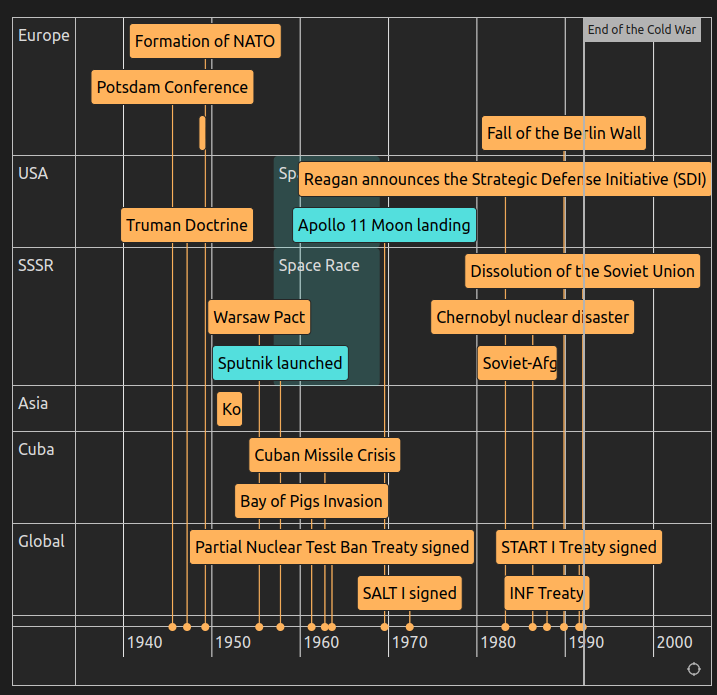 Europe
Formation of NATO
End of the Cold War
Potsdam Conference
Fall of the Berlin Wall
USA
Sp
Reagan announces the Strategic Defense Initiative (SDI)
Truman Doctrine
Apollo 11 Moon landing
SSSR
Space Race
Dissolution of the Soviet Union
Warsaw Pact
Chernobyl nuclear disaster
Sputnik launched
Soviet-Afg
Asia
Ko
Cuba
Cuban Missile Crisis
Bay of Pigs Invasion
Global
Partial Nuclear Test Ban Treaty signed
START I Treaty signed
SALT I signed
INF Treaty
1940 1950 1960 1970 1980 1990 2000